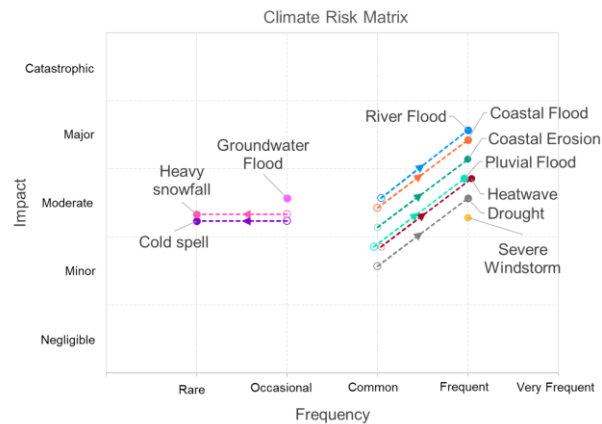 Climate Risk Matrix
Catastrophic
Major
Moderate
Minor
Negligible
Impact
River Flood
Coastal Flood
Coastal Erosion
Pluvial Flood
Heatwave
Drought
Severe
Windstorm
Groundwater
Flood
Heavy
snowfall
Cold spell
Rare
Occasional
Common
Frequent
Very Frequent
Frequency